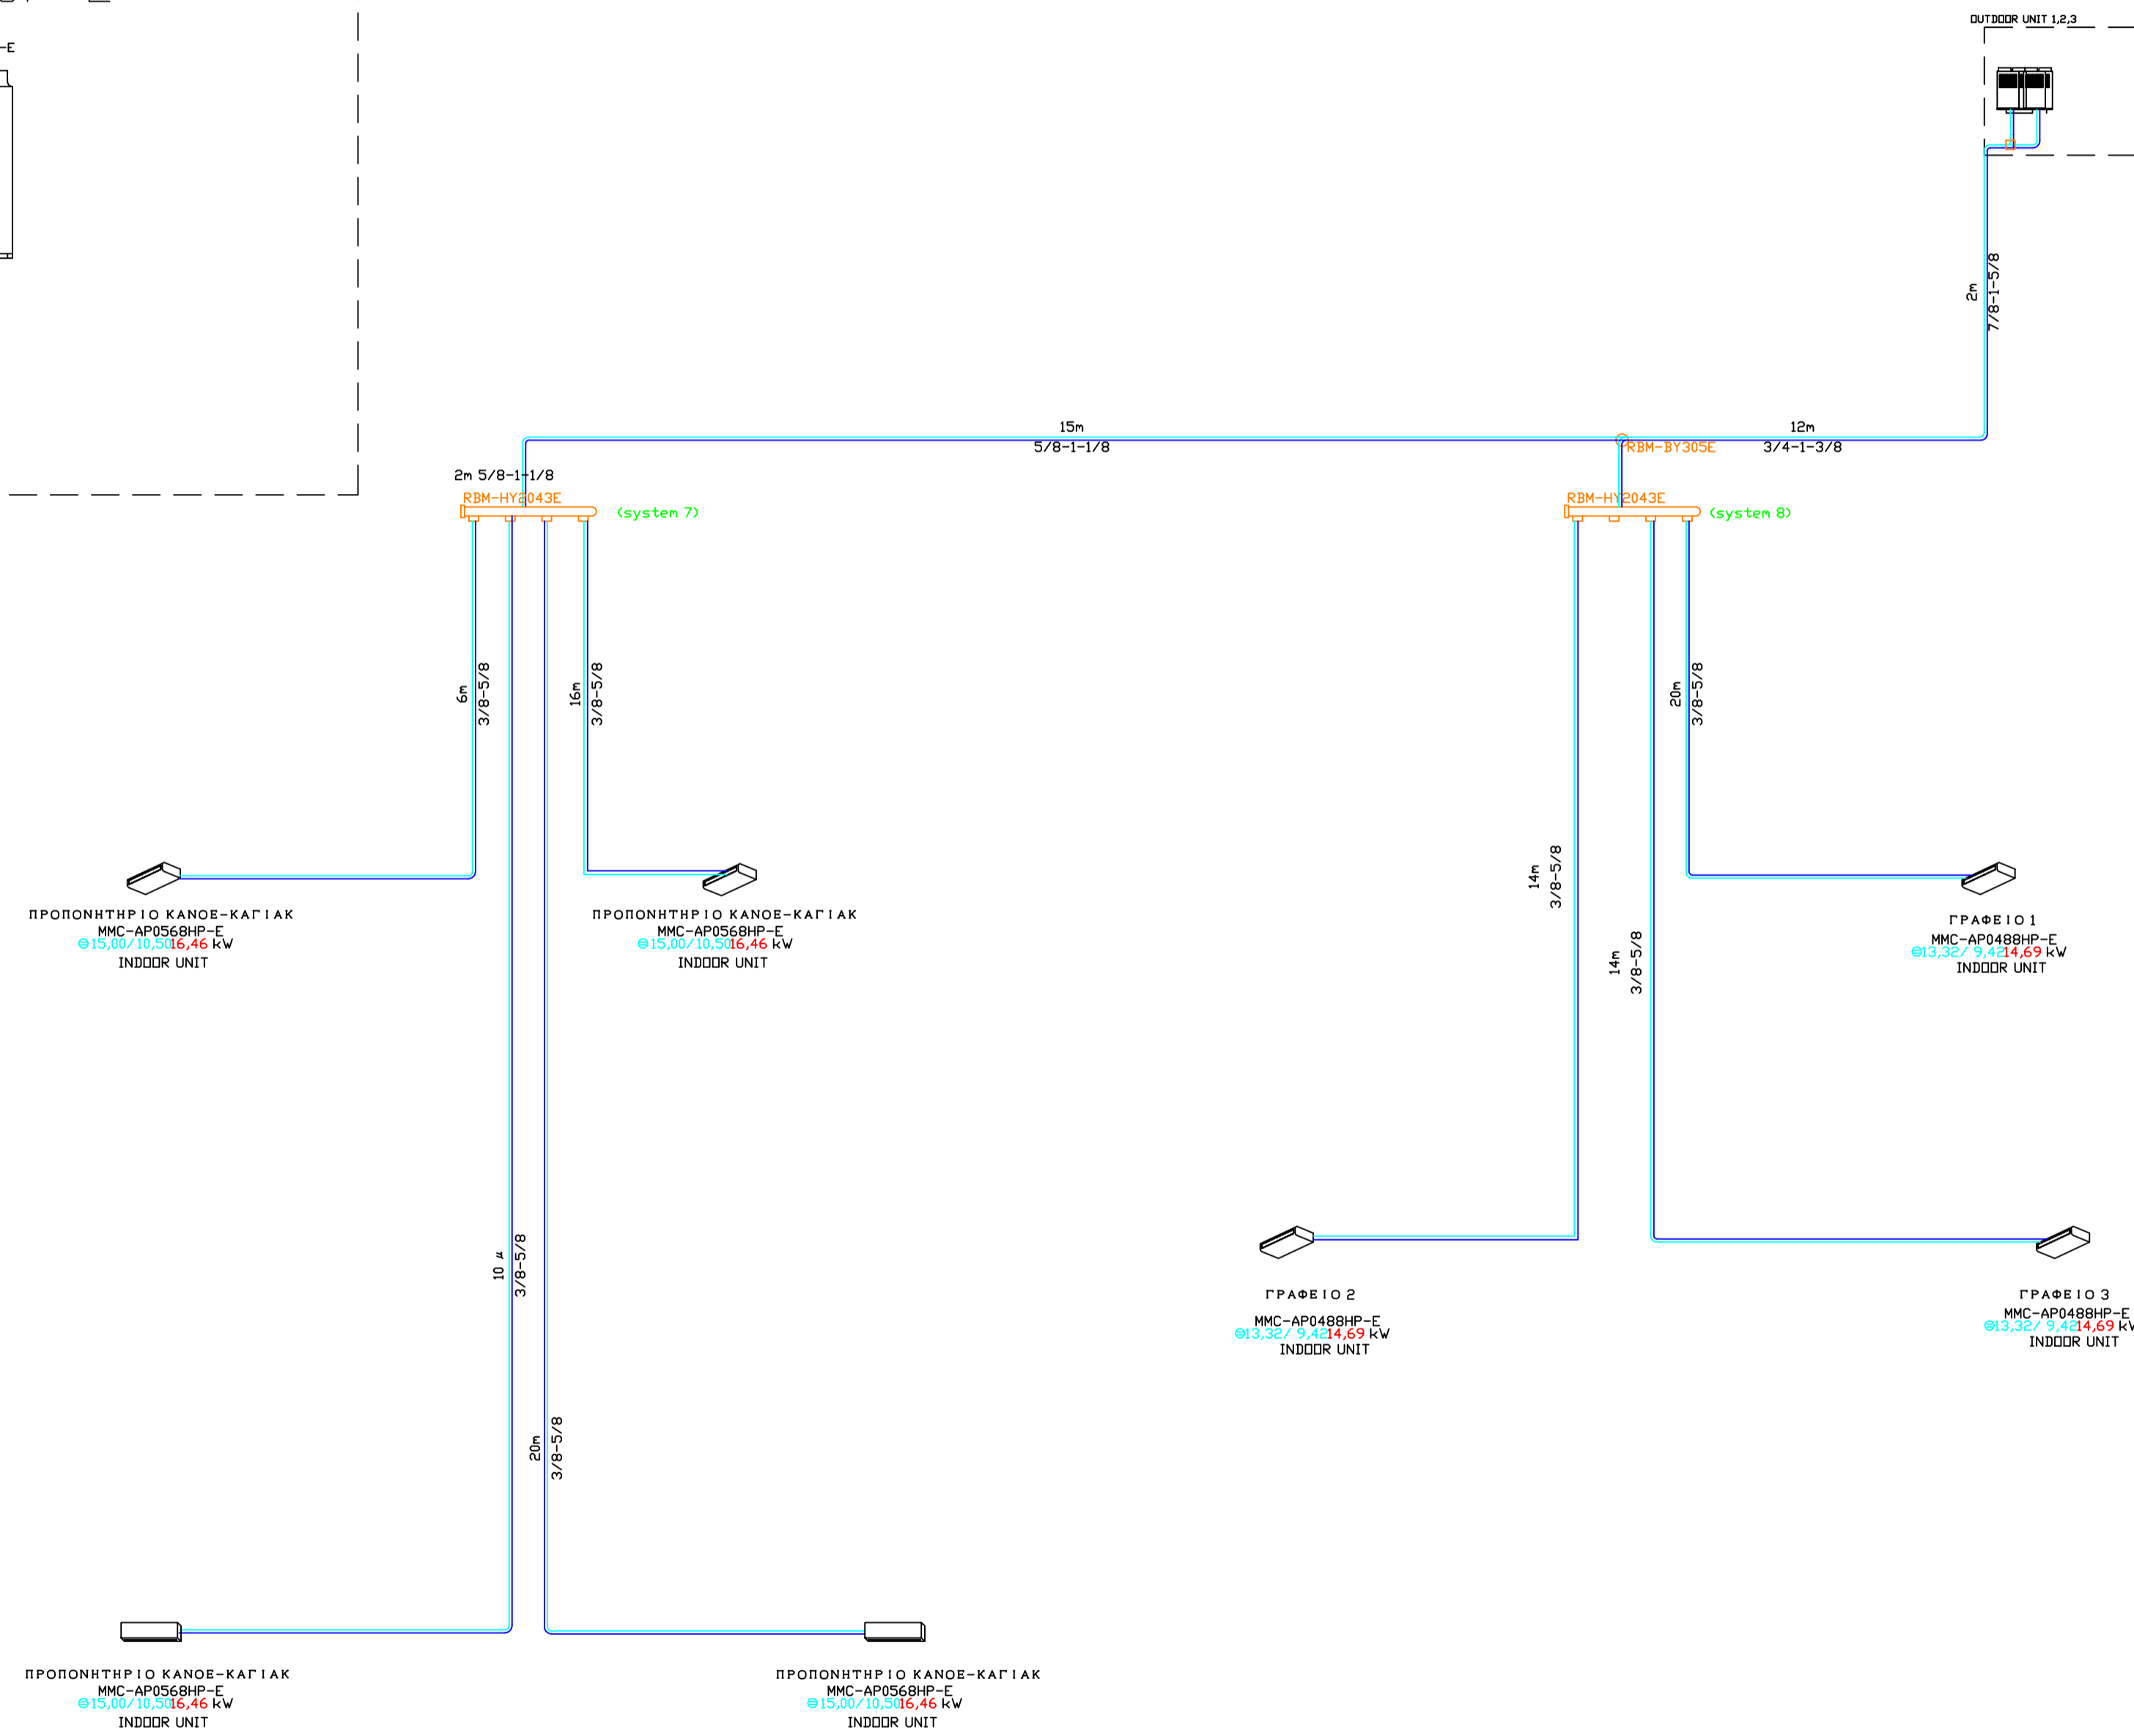 OUTDOOR UNIT 1,2,3
-E
2m
7/8-1-5/8
15m
5/8-1-1/8
12m
3/4-1-3/8
RBM-BY305E
2m 5/8-1-1/8
RBM-HY2043E
(system 7)
RBM-HY2043E
(system 8)
6m
3/8-5/8
16m
3/8-5/8
20m
3/8-5/8
14m
3/8-5/8
14m
3/8-5/8
ΠΡΟΠΟΝΗΤΗΡΙΟ ΚΑΝΟΕ-ΚΑΓΙΑΚ
MMC-AP0568HP-E
15,00/10,50 16,46 kW
INDOOR UNIT
ΠΡΟΠΟΝΗΤΗΡΙΟ ΚΑΝΟΕ-ΚΑΓΙΑΚ
MMC-AP0568HP-E
15,00/10,50 16,46 kW
INDOOR UNIT
ΓΡΑΦΕΙΟ 1
MMC-AP0488HP-E
13,32/ 9,42 14,69 kW
INDOOR UNIT
10 μ
3/8-5/8
20m
3/8-5/8
ΓΡΑΦΕΙΟ 2
MMC-AP0488HP-E
13,32/ 9,42 14,69 kW
INDOOR UNIT
ΓΡΑΦΕΙΟ 3
MMC-AP0488HP-E
13,32/ 9,42 14,69 kW
INDOOR UNIT
ΠΡΟΠΟΝΗΤΗΡΙΟ ΚΑΝΟΕ-ΚΑΓΙΑΚ
MMC-AP0568HP-E
15,00/10,50 16,46 kW
INDOOR UNIT
ΠΡΟΠΟΝΗΤΗΡΙΟ ΚΑΝΟΕ-ΚΑΓΙΑΚ
MMC-AP0568HP-E
15,00/10,50 16,46 kW
INDOOR UNIT